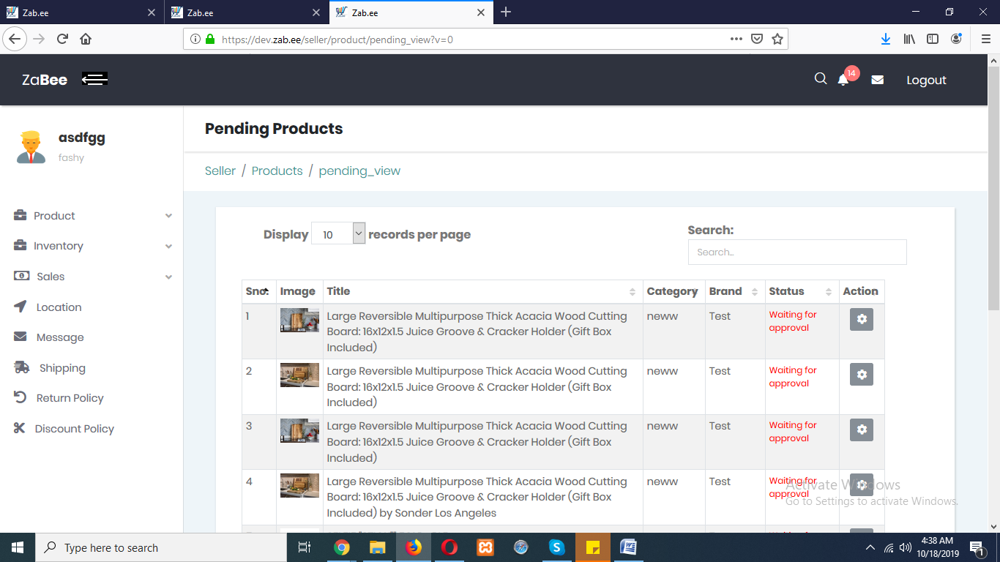 Zab.ee
Zab.ee
Zab.ee
https://dev.zab.ee/seller/product/pending_view?v=0
ZaBee
14
Logout
asdfgg
fashy
Product
Inventory
Sales
Location
Message
Shipping
Return Policy
Discount Policy
Pending Products
Seller / Products / pending_view
Display 10 records per page
Search:
Search...
Sno. Image Title Category Brand Status Action
1 Large Reversible Multipurpose Thick Acacia Wood Cutting neww Test Waiting for
Board: 16x12x1.5 Juice Groove & Cracker Holder (Gift Box approval
Included)
2 Large Reversible Multipurpose Thick Acacia Wood Cutting neww Test Waiting for
Board: 16x12x1.5 Juice Groove & Cracker Holder (Gift Box approval
Included)
3 Large Reversible Multipurpose Thick Acacia Wood Cutting neww Test Waiting for
Board: 16x12x1.5 Juice Groove & Cracker Holder (Gift Box approval
Included)
4 Large Reversible Multipurpose Thick Acacia Wood Cutting neww Test Waiting for
Board: 16x12x1.5 Juice Groove & Cracker Holder (Gift Box approval
Included) by Sonder Los Angeles
Activate Windows
Go to Settings to activate Windows.
Type here to search
4:38 AM
10/18/2019
1